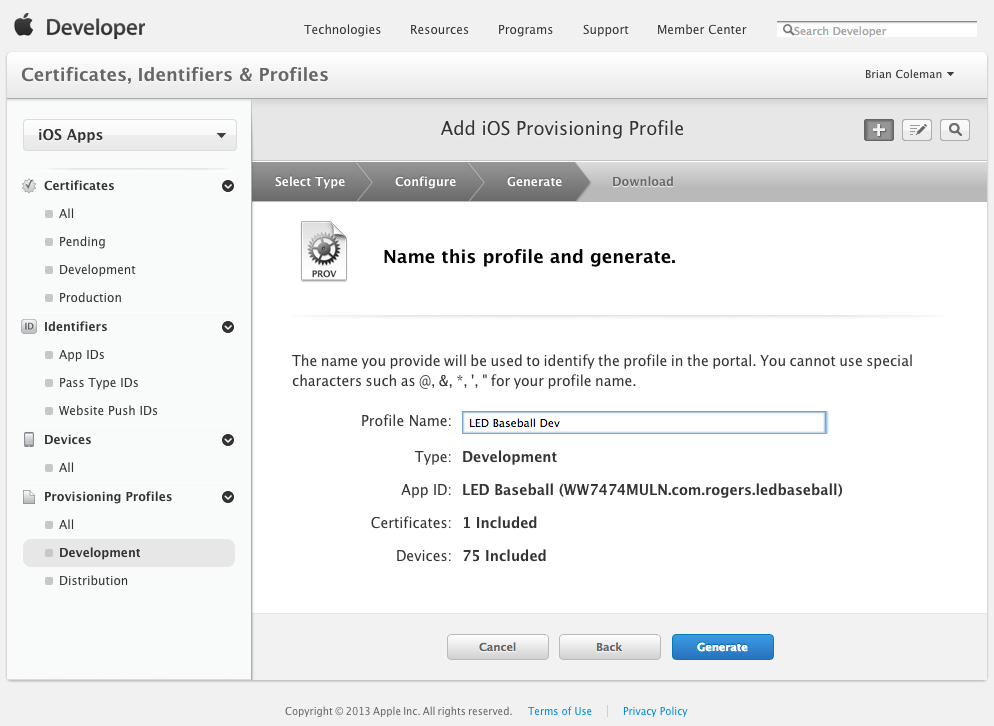 Developer
Technologies
Resources
Programs
Support
Member Center
Search Developer
Certificates, Identifiers & Profiles
Brian Coleman
iOS Apps
Certificates
All
Pending
Development
Production
ID Identifiers
App IDs
Pass Type IDs
Website Push IDs
Devices
All
Provisioning Profiles
All
Development
Distribution
Add iOS Provisioning Profile
Select Type
Configure
Generate
Download
PROV
Name this profile and generate.
The name you provide will be used to identify the profile in the portal. You cannot use special
characters such as @, &, *, ', " for your profile name.
Profile Name: LED Baseball Dev
Type: Development
App ID: LED Baseball (WW7474MULN.com.rogers.ledbaseball)
Certificates: 1 Included
Devices: 75 Included
Cancel
Back
Generate
Copyright © 2013 Apple Inc. All rights reserved. Terms of Use Privacy Policy